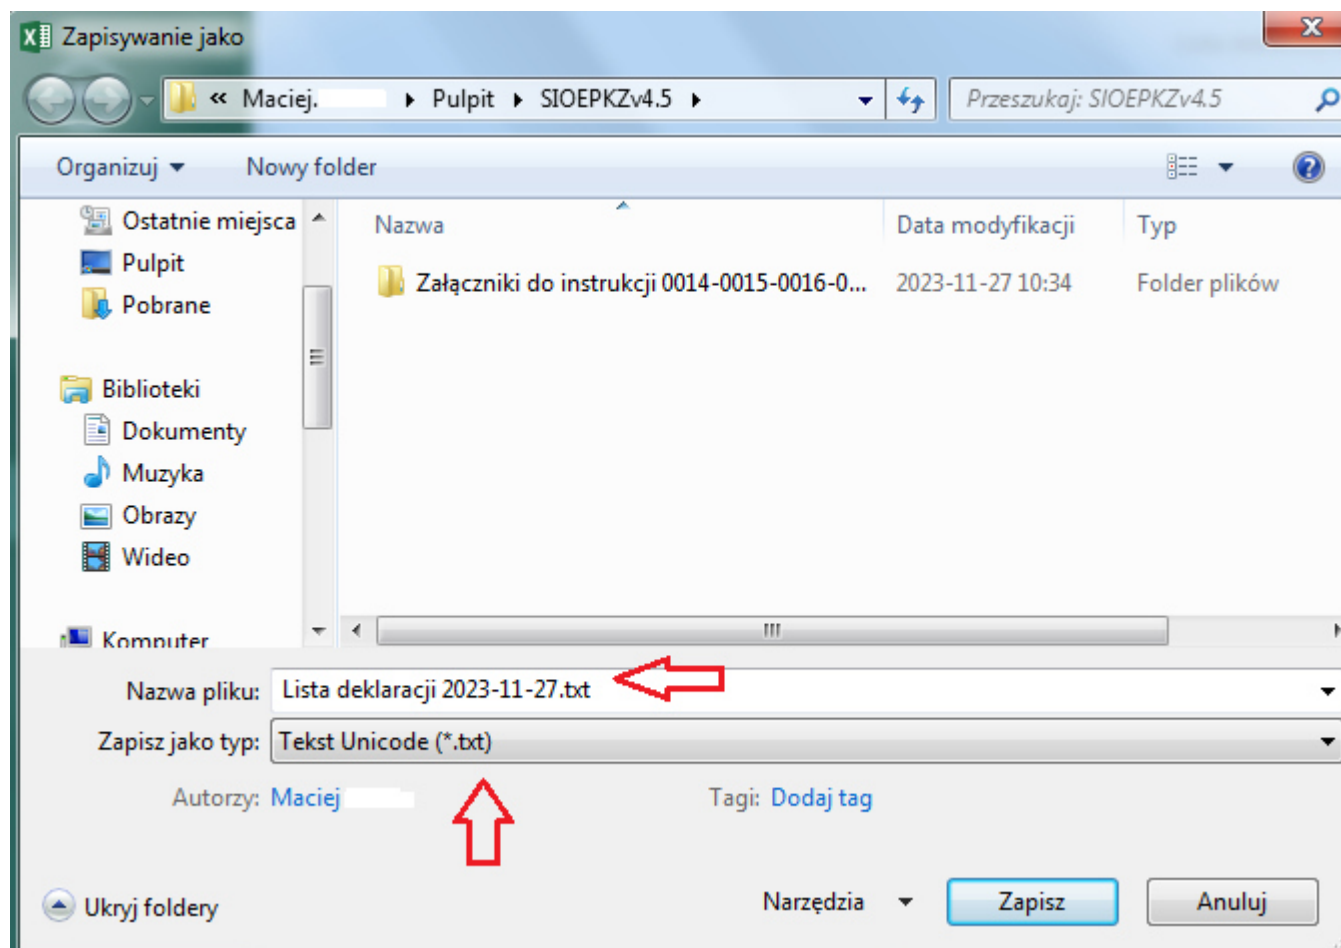 Zapisywanie jako
« Maciej. Pulpit SIOEPKZv4.5 Przeszukaj: SIOEPKZv4.5
Organizuj Nowy folder
Ostatnie miejsca
Pulpit
Pobrane
Biblioteki
Dokumenty
Muzyka
Obrazy
Wideo
Komputer
Nazwa Data modyfikacji Typ
Załączniki do instrukcji 0014-0015-0016-0... 2023-11-27 10:34 Folder plików
Nazwa pliku: Lista deklaracji 2023-11-27.txt
Zapisz jako typ: Tekst Unicode (*.txt)
Autorzy: Maciej Tagi: Dodaj tag
Ukryj foldery Narzędzia Zapisz Anuluj